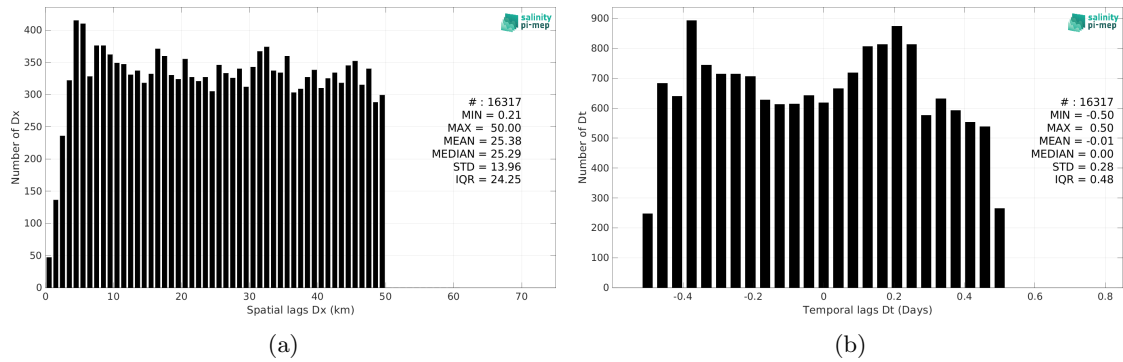 400
350
300
250
200
150
100
50
0
Number of Dx
salinity
pi-mep
# : 16317
MIN = 0.21
MAX = 50.00
MEAN = 25.38
MEDIAN = 25.29
STD = 13.96
IQR = 24.25
0 10 20 30 40 50 60 70
Spatial lags Dx (km)
(a)
900
800
700
600
500
400
300
200
100
0
Number of Dt
salinity
pi-mep
# : 16317
MIN = -0.50
MAX = 0.50
MEAN = -0.01
MEDIAN = 0.00
STD = 0.28
IQR = 0.48
-0.4 -0.2 0 0.2 0.4 0.6 0.8
Temporal lags Dt (Days)
(b)